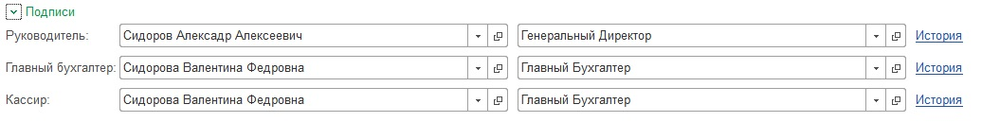 Подписи
Руководитель: Сидоров Алексадр Алексеевич Генеральный Директор История
Главный бухгалтер: Сидорова Валентина Федровна Главный Бухгалтер История
Кассир: Сидорова Валентина Федровна Главный Бухгалтер История